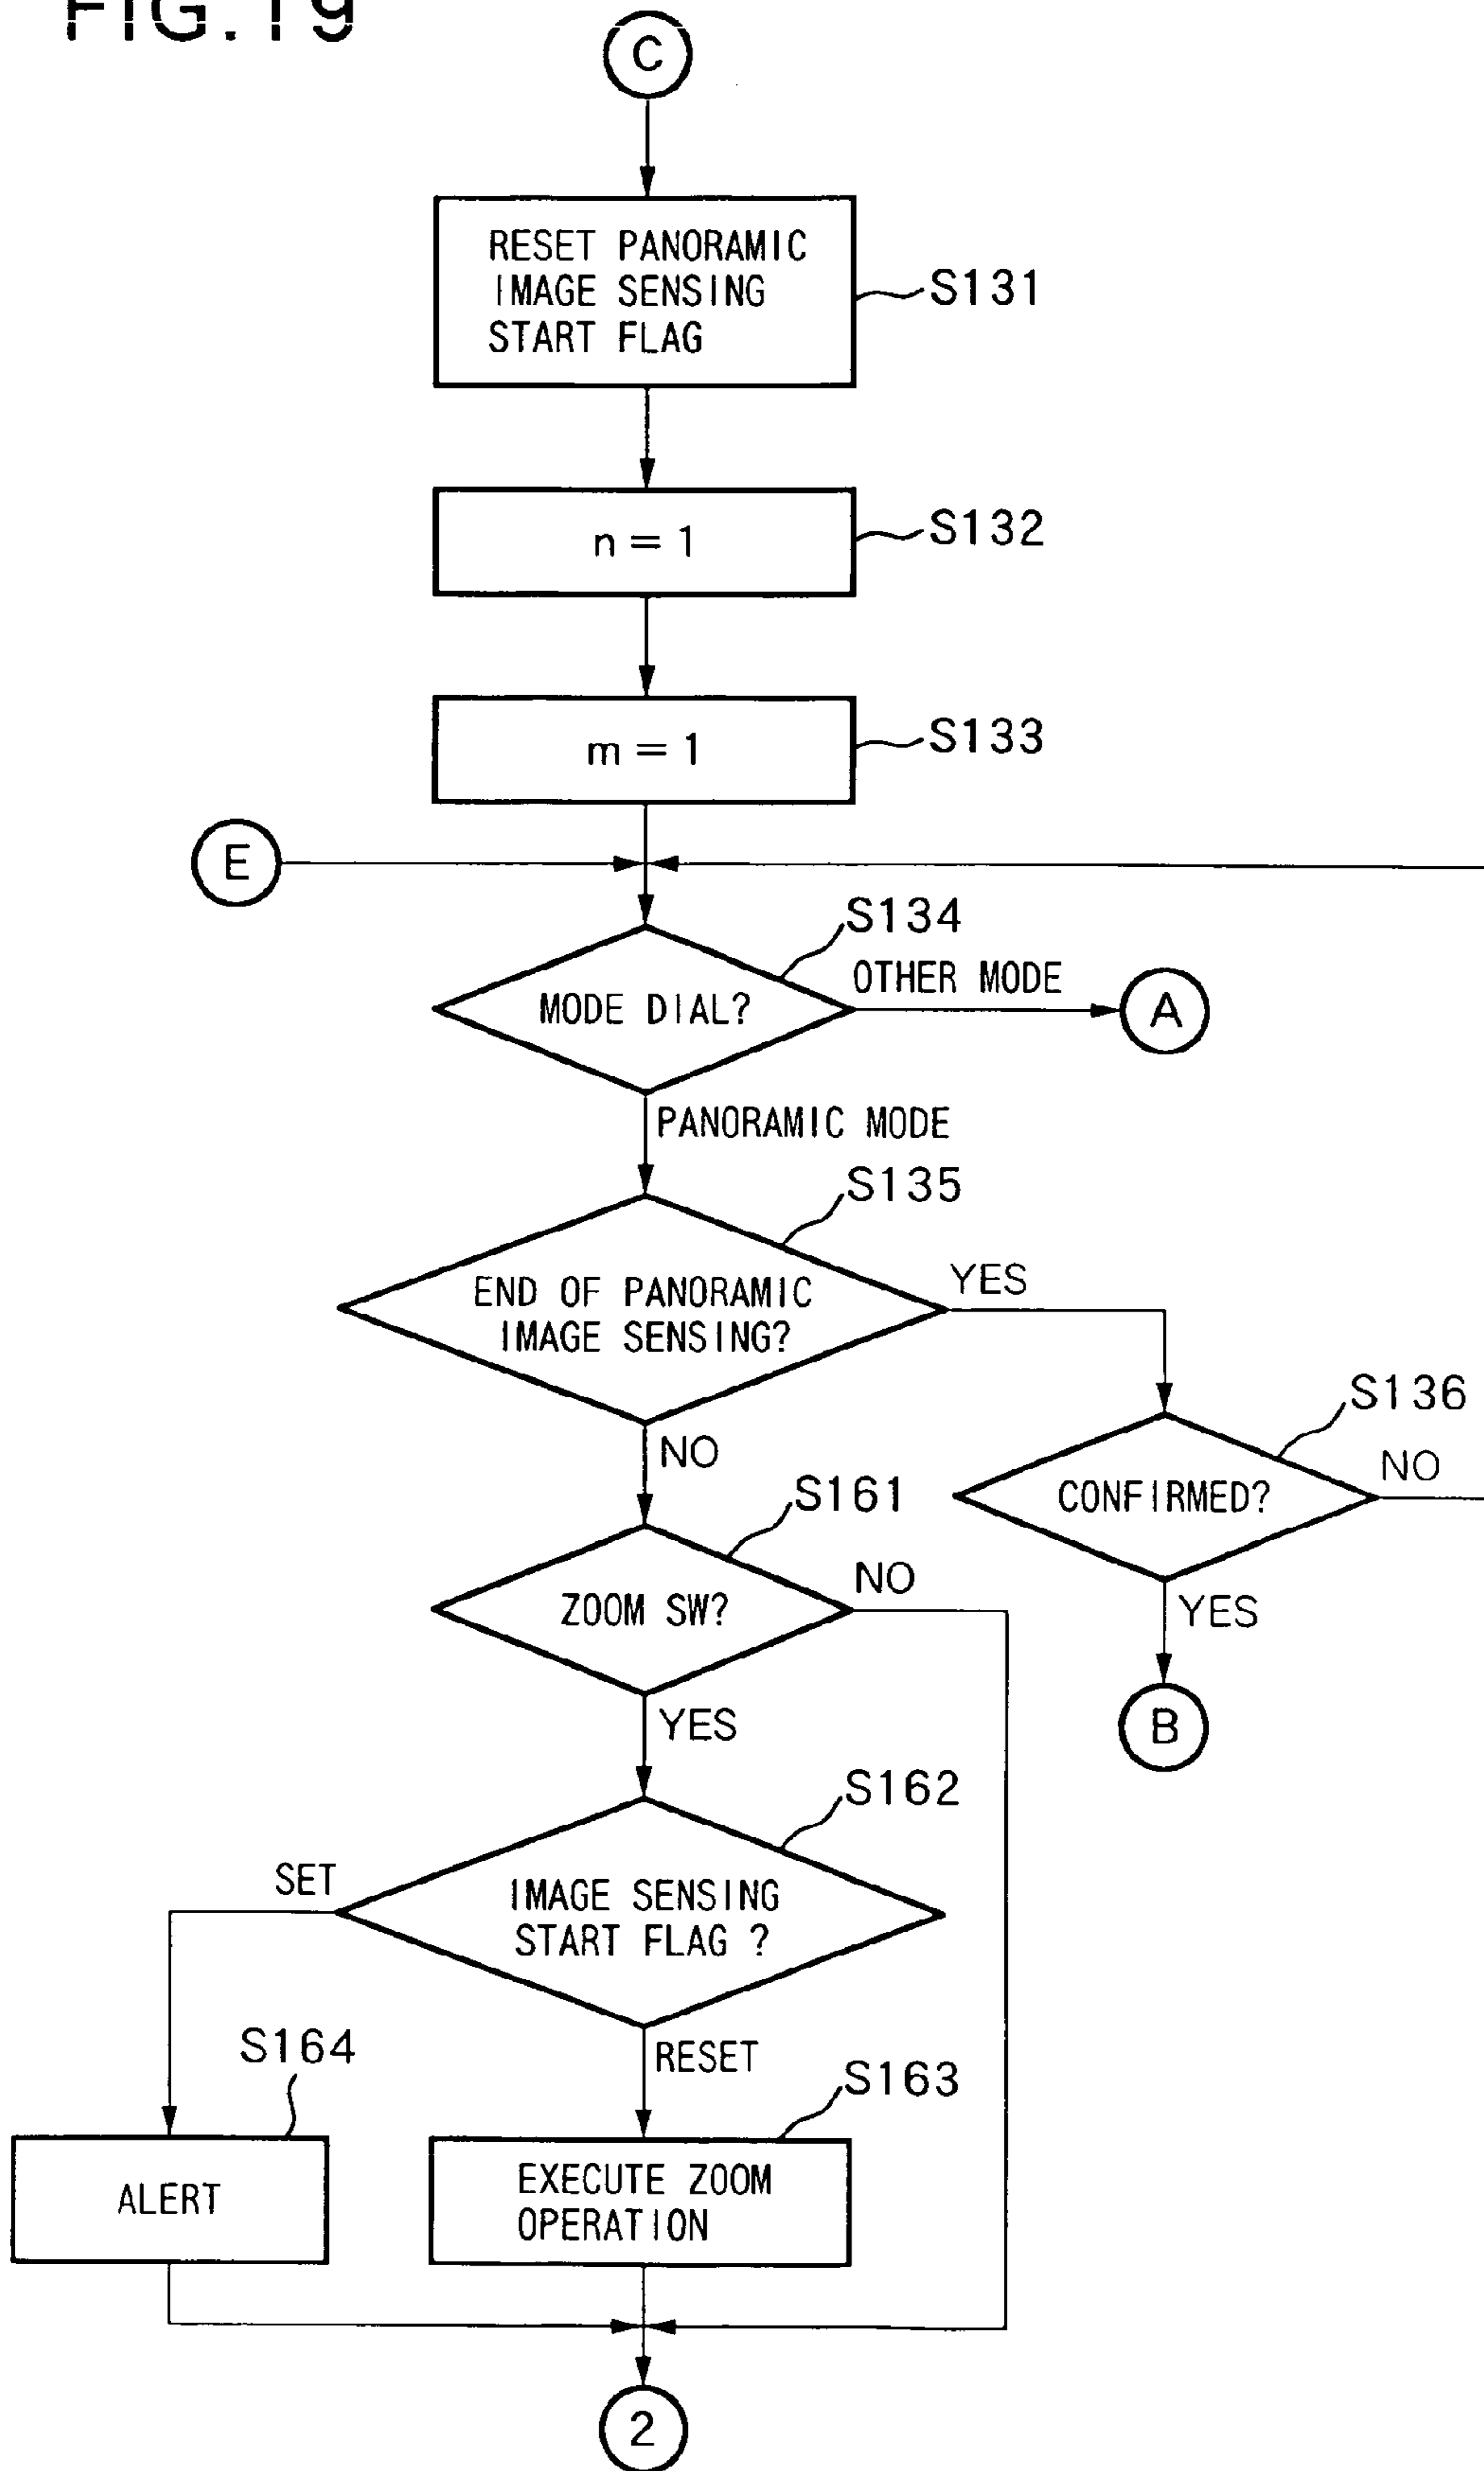 FIG.19
C
RESET PANORAMIC
IMAGE SENSING
START FLAG
S131
n = 1
S132
m = 1
S133
E
S134
MODE DIAL?
OTHER MODE
A
PANORAMIC MODE
S135
END OF PANORAMIC
IMAGE SENSING?
YES
S136
CONFIRMED?
NO
YES
B
NO
S161
ZOOM SW?
NO
YES
S162
IMAGE SENSING
START FLAG ?
SET
RESET
S164
ALERT
S163
EXECUTE ZOOM
OPERATION
2